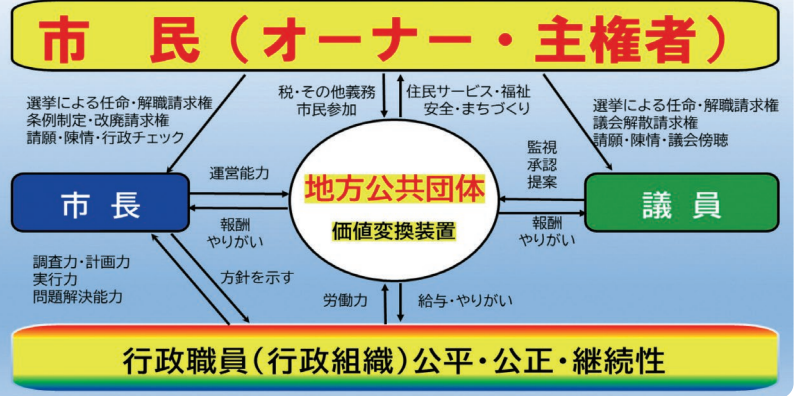 市　民（オーナー・主権者）
選挙による任命・解職請求権
条例制定・改廃請求権
請願・陳情・行政チェック
税・その他義務
市民参加
住民サービス・福祉
安全・まちづくり
選挙による任命・解職請求権
議会解散請求権
請願・陳情・議会傍聴
市 長
運営能力
報酬
やりがい
地方公共団体
価値変換装置
監視
承認
提案
報酬
やりがい
議 員
調査力・計画力
実行力
問題解決能力
方針を示す
労働力
給与・やりがい
行政職員（行政組織）公平・公正・継続性